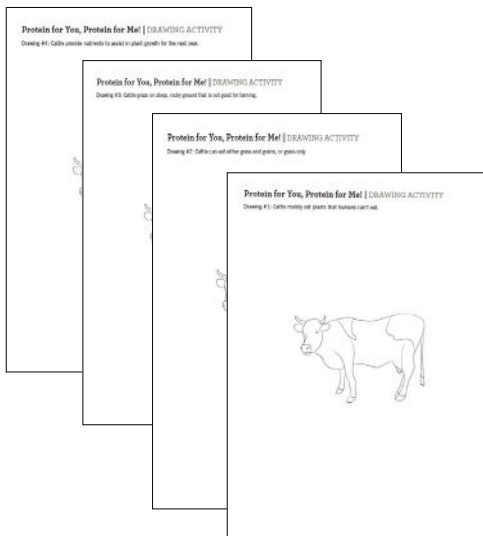 Protein for You, Protein for Me! | DRAWING ACTIVITY
Drawing #4: Cattle provide nutrients to assist in plant growth for the next year.
Protein for You, Protein for Me! | DRAWING ACTIVITY
Drawing #3: Cattle graze on steep, rocky ground that is not good for farming.
Protein for You, Protein for Me! | DRAWING ACTIVITY
Drawing #2: Cattle can eat either grass and grains, or grass only.
Protein for You, Protein for Me! | DRAWING ACTIVITY
Drawing #1: Cattle mainly eat plants that humans can't eat.